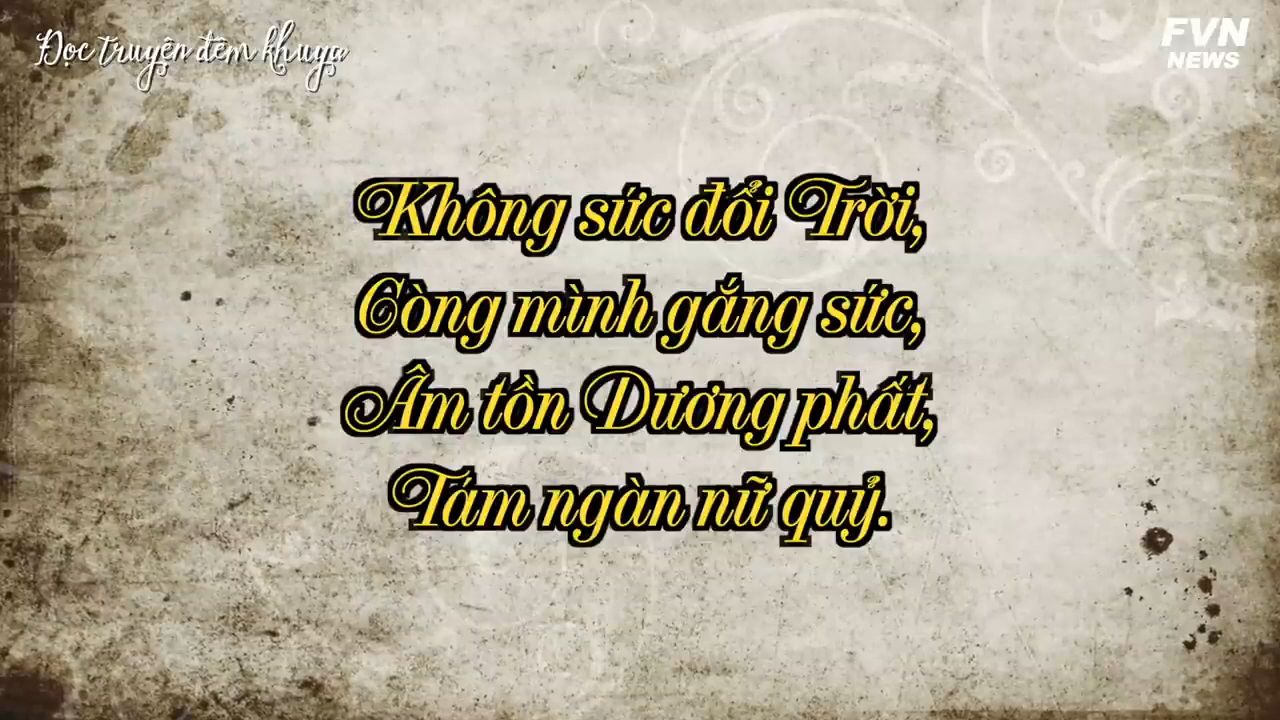 Đọc truyện đêm khuya
FVN
NEWS
Không sức đổi Trời,
Còng mình gắng sức,
Âm tồn Dương phất,
Tám ngàn nữ quỷ.